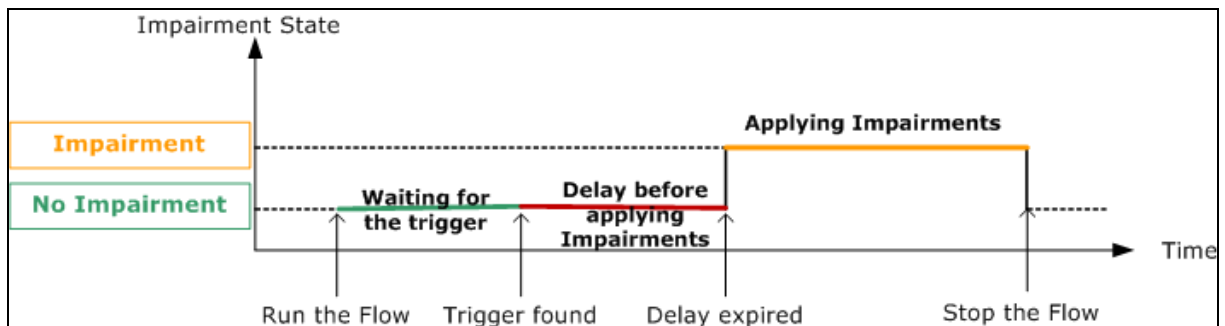 Impairment State
Applying Impairments
Impairment
No Impairment
Waiting for
the trigger
Delay before
applying
Impairments
Time
Run the Flow
Trigger found
Delay expired
Stop the Flow